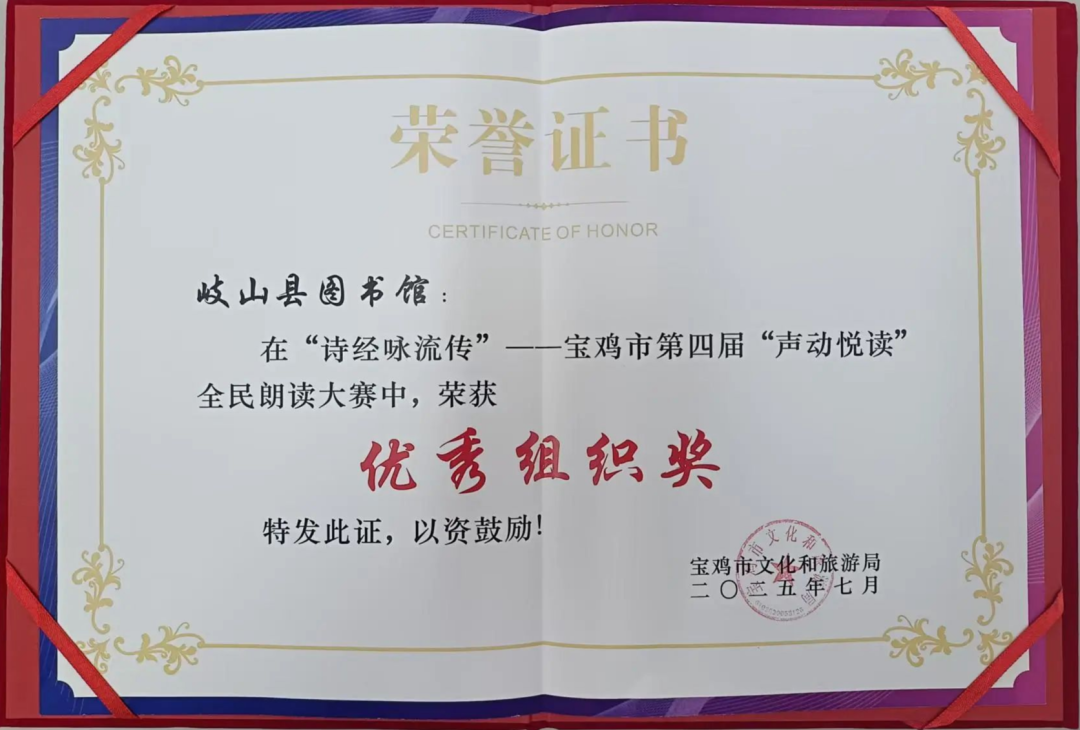 荣誉证书
CERTIFICATE OF HONOR
岐山县图书馆：
在“诗经咏流传”——宝鸡市第四届“声动悦读”
全民朗读大赛中，荣获
优秀组织奖
特发此证，以资鼓励！
宝鸡市文化和旅游局
二〇二五年七月